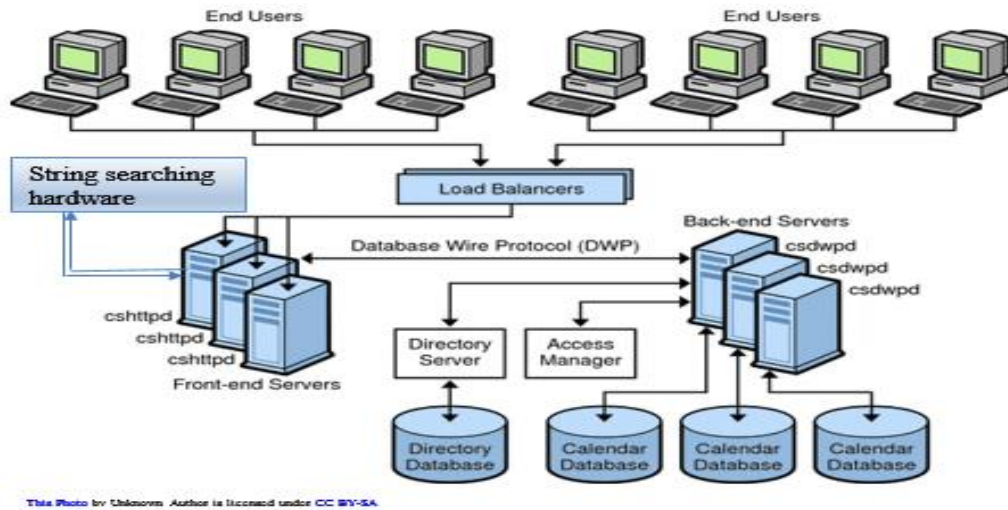 End Users
End Users
String searching
hardware
Load Balancers
Back-end Servers
Database Wire Protocol (DWP)
csdwpd
csdwpd
csdwpd
cshttpd
cshttpd
cshttpd
Front-end Servers
Directory
Server
Access
Manager
Directory
Database
Calendar
Database
Calendar
Database
Calendar
Database
This Photo by Unknown Author is licensed under CC BY-SA